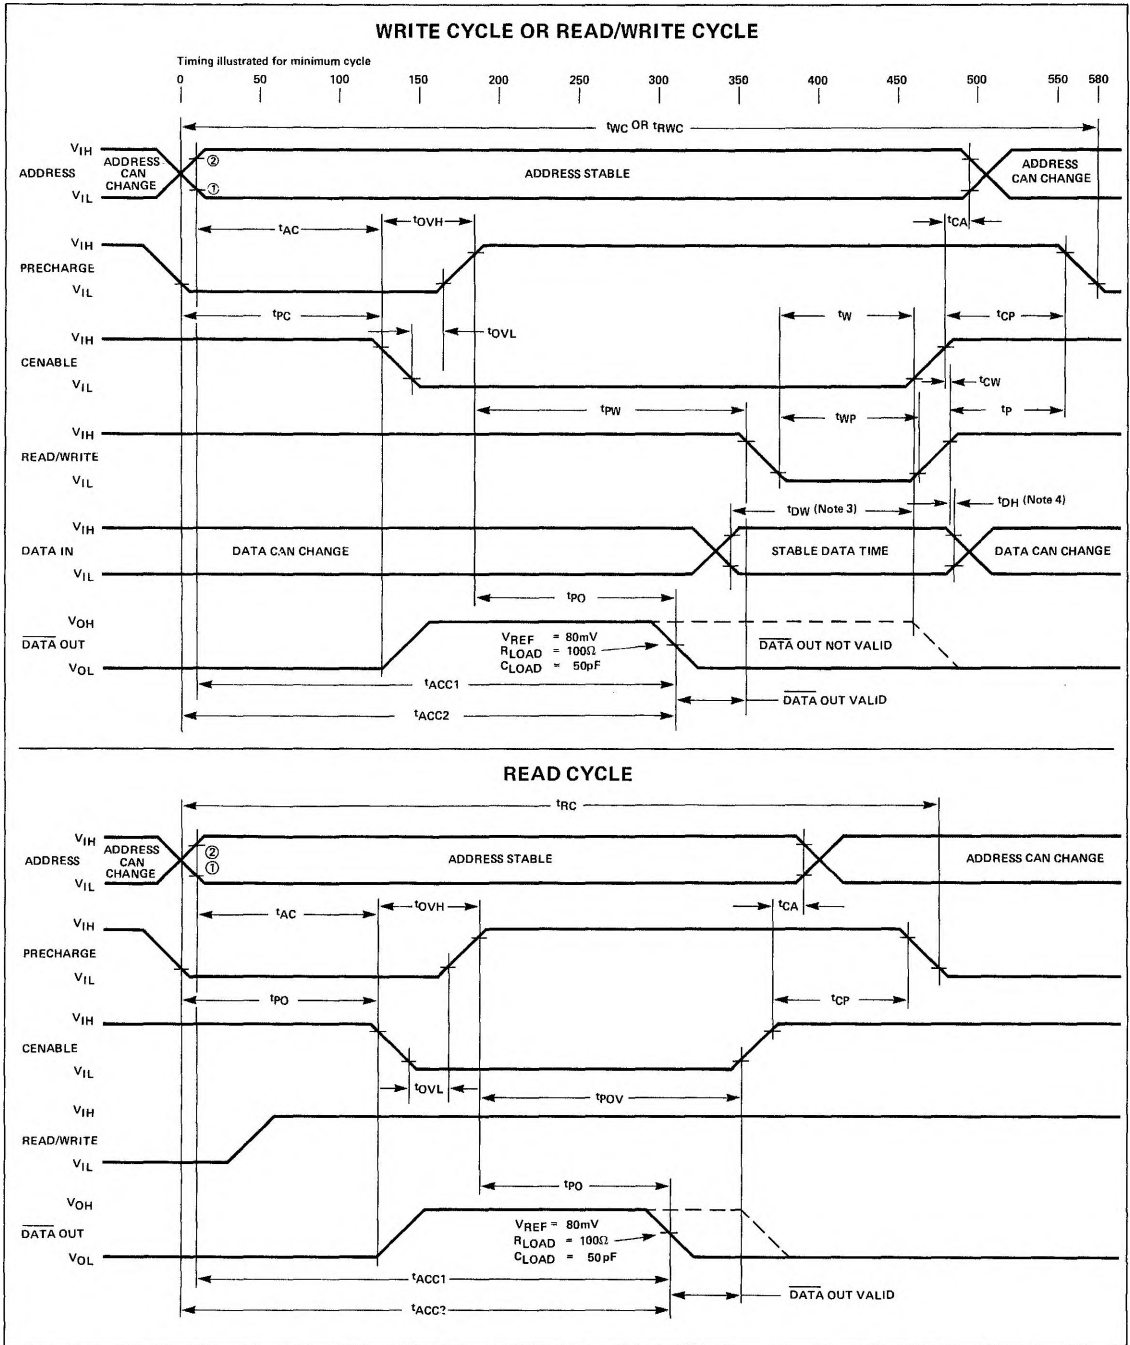 WRITE CYCLE OR READ/WRITE CYCLE
Timing illustrated for minimum cycle
0 50 100 150 200 250 300 350 400 450 500 550 580
tWC OR tRWC
VIH
ADDRESS
VIL
ADDRESS CAN CHANGE
②
①
ADDRESS STABLE
ADDRESS CAN CHANGE
tAC
tOVH
tCA
VIH
PRECHARGE
VIL
tPC
tOVL
tW
tCP
VIH
CENABLE
VIL
tCW
tPW
tWP
tP
VIH
READ/WRITE
VIL
tDW (Note 3)
tDH (Note 4)
VIH
DATA IN
VIL
DATA CAN CHANGE
STABLE DATA TIME
DATA CAN CHANGE
tPO
VOH
DATA OUT
VOL
VREF = 80mV
RLOAD = 100Ω
CLOAD = 50pF
DATA OUT NOT VALID
tACC1
DATA OUT VALID
tACC2
READ CYCLE
tRC
VIH
ADDRESS
VIL
ADDRESS CAN CHANGE
②
①
ADDRESS STABLE
ADDRESS CAN CHANGE
tAC
tOVH
tCA
VIH
PRECHARGE
VIL
tPO
tCP
VIH
CENABLE
VIL
tOVL
tPOV
VIH
READ/WRITE
VIL
tPO
VOH
DATA OUT
VOL
VREF = 80mV
RLOAD = 100Ω
CLOAD = 50pF
tACC1
DATA OUT VALID
tACC?